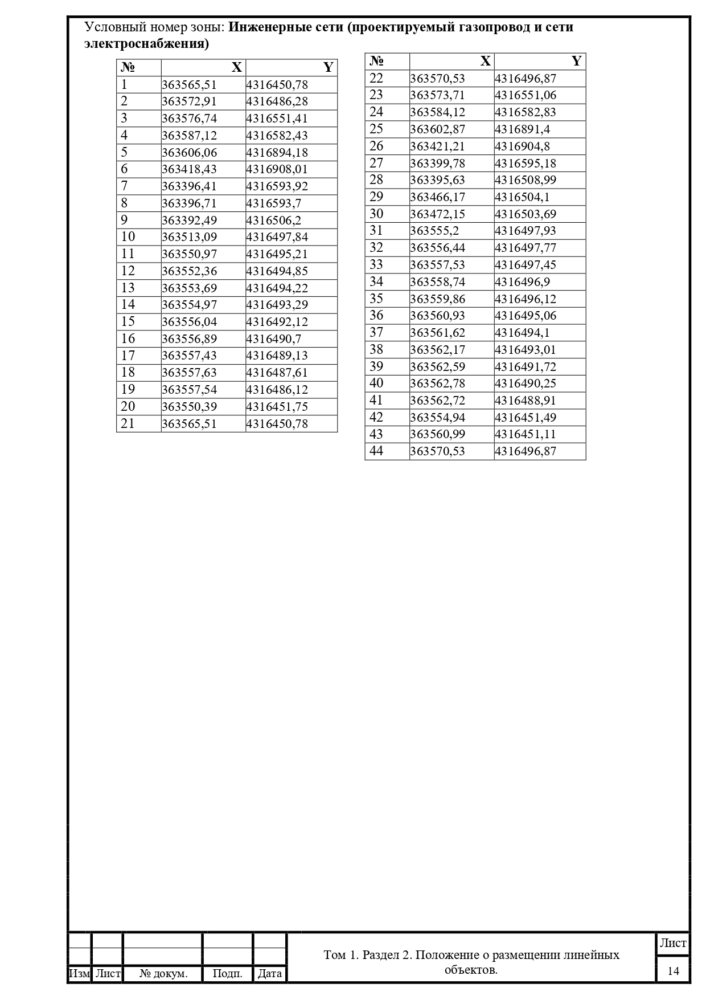 Условный номер зоны: Инженерные сети (проектируемый газопровод и сети
электроснабжения)
№ X Y
1 363565,51 4316450,78
2 363572,91 4316486,28
3 363576,74 4316551,41
4 363587,12 4316582,43
5 363606,06 4316894,18
6 363418,43 4316908,01
7 363396,41 4316593,92
8 363396,71 4316593,7
9 363392,49 4316506,2
10 363513,09 4316497,84
11 363550,97 4316495,21
12 363552,36 4316494,85
13 363553,69 4316494,22
14 363554,97 4316493,29
15 363556,04 4316492,12
16 363556,89 4316490,7
17 363557,43 4316489,13
18 363557,63 4316487,61
19 363557,54 4316486,12
20 363550,39 4316451,75
21 363565,51 4316450,78
№ X Y
22 363570,53 4316496,87
23 363573,71 4316551,06
24 363584,12 4316582,83
25 363602,87 4316891,4
26 363421,21 4316904,8
27 363399,78 4316595,18
28 363395,63 4316508,99
29 363466,17 4316504,1
30 363472,15 4316503,69
31 363555,2 4316497,93
32 363556,44 4316497,77
33 363557,53 4316497,45
34 363558,74 4316496,9
35 363559,86 4316496,12
36 363560,93 4316495,06
37 363561,62 4316494,1
38 363562,17 4316493,01
39 363562,59 4316491,72
40 363562,78 4316490,25
41 363562,72 4316488,91
42 363554,94 4316451,49
43 363560,99 4316451,11
44 363570,53 4316496,87
Изм Лист № докум. Подп. Дата
Том 1. Раздел 2. Положение о размещении линейных
объектов.
Лист
14